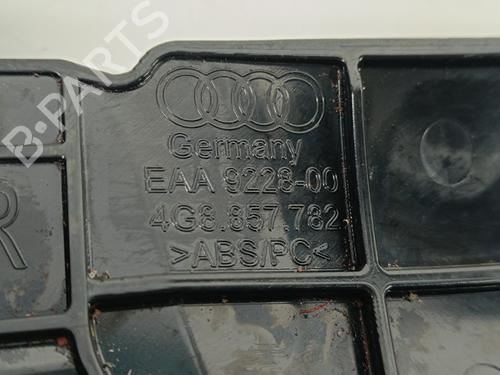 B-PARTS
Germany
EAA 9228-00
4G8.857.782
>ABS/PC<
R